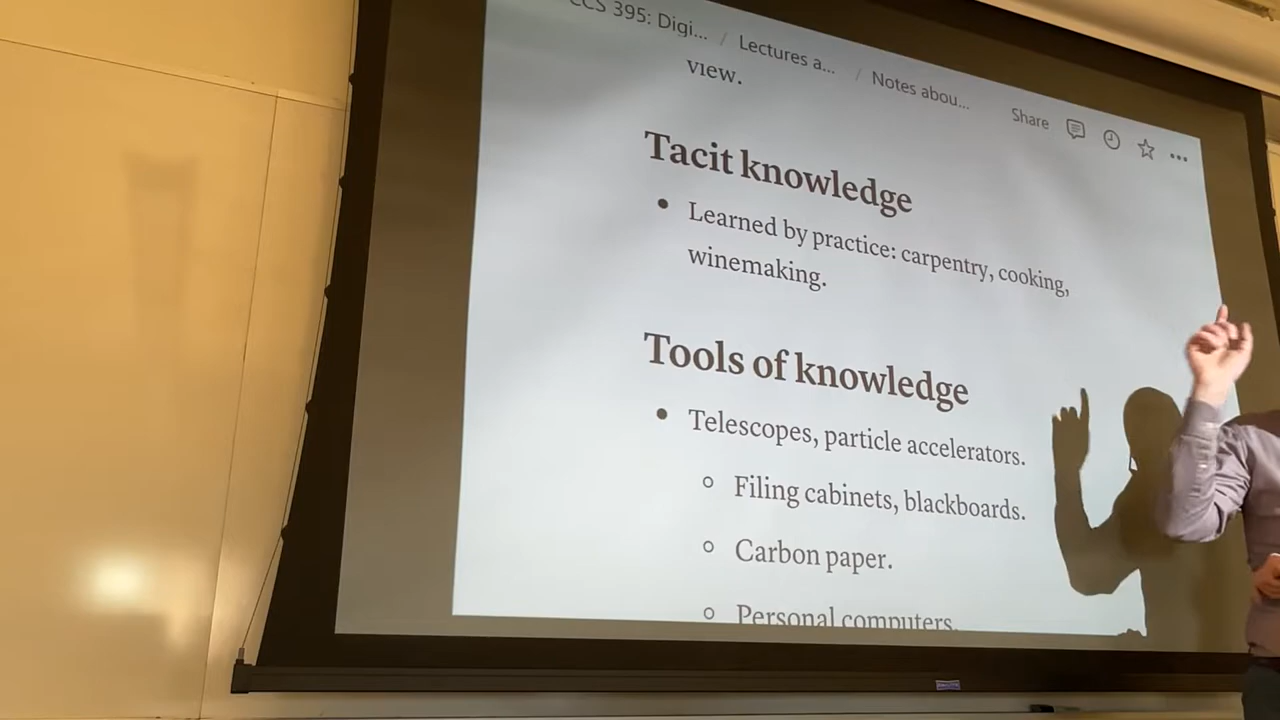 CCS 395: Digi... / Lectures a... / Notes abou...
Share
view.
Tacit knowledge
Learned by practice: carpentry, cooking,
winemaking.
Tools of knowledge
Telescopes, particle accelerators.
Filing cabinets, blackboards.
Carbon paper.
Personal computers.